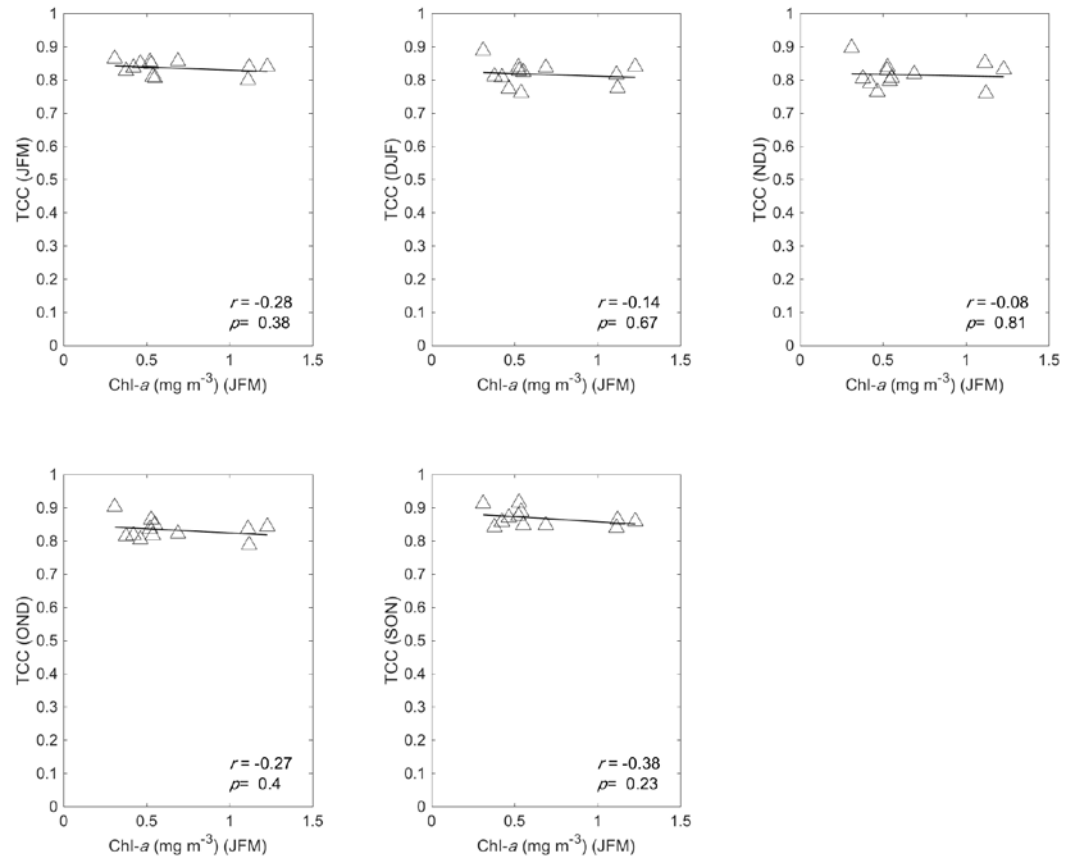 1
0.9
0.8
0.7
0.6
0.5
0.4
0.3
0.2
0.1
0
TCC (JFM)
r = -0.28
p= 0.38
0 0.5 1 1.5
Chl-a (mg m⁻³) (JFM)
1
0.9
0.8
0.7
0.6
0.5
0.4
0.3
0.2
0.1
0
TCC (DJF)
r = -0.14
p= 0.67
0 0.5 1 1.5
Chl-a (mg m⁻³) (JFM)
1
0.9
0.8
0.7
0.6
0.5
0.4
0.3
0.2
0.1
0
TCC (NDJ)
r = -0.08
p= 0.81
0 0.5 1 1.5
Chl-a (mg m⁻³) (JFM)
1
0.9
0.8
0.7
0.6
0.5
0.4
0.3
0.2
0.1
0
TCC (OND)
r = -0.27
p= 0.4
0 0.5 1 1.5
Chl-a (mg m⁻³) (JFM)
1
0.9
0.8
0.7
0.6
0.5
0.4
0.3
0.2
0.1
0
TCC (SON)
r = -0.38
p= 0.23
0 0.5 1 1.5
Chl-a (mg m⁻³) (JFM)